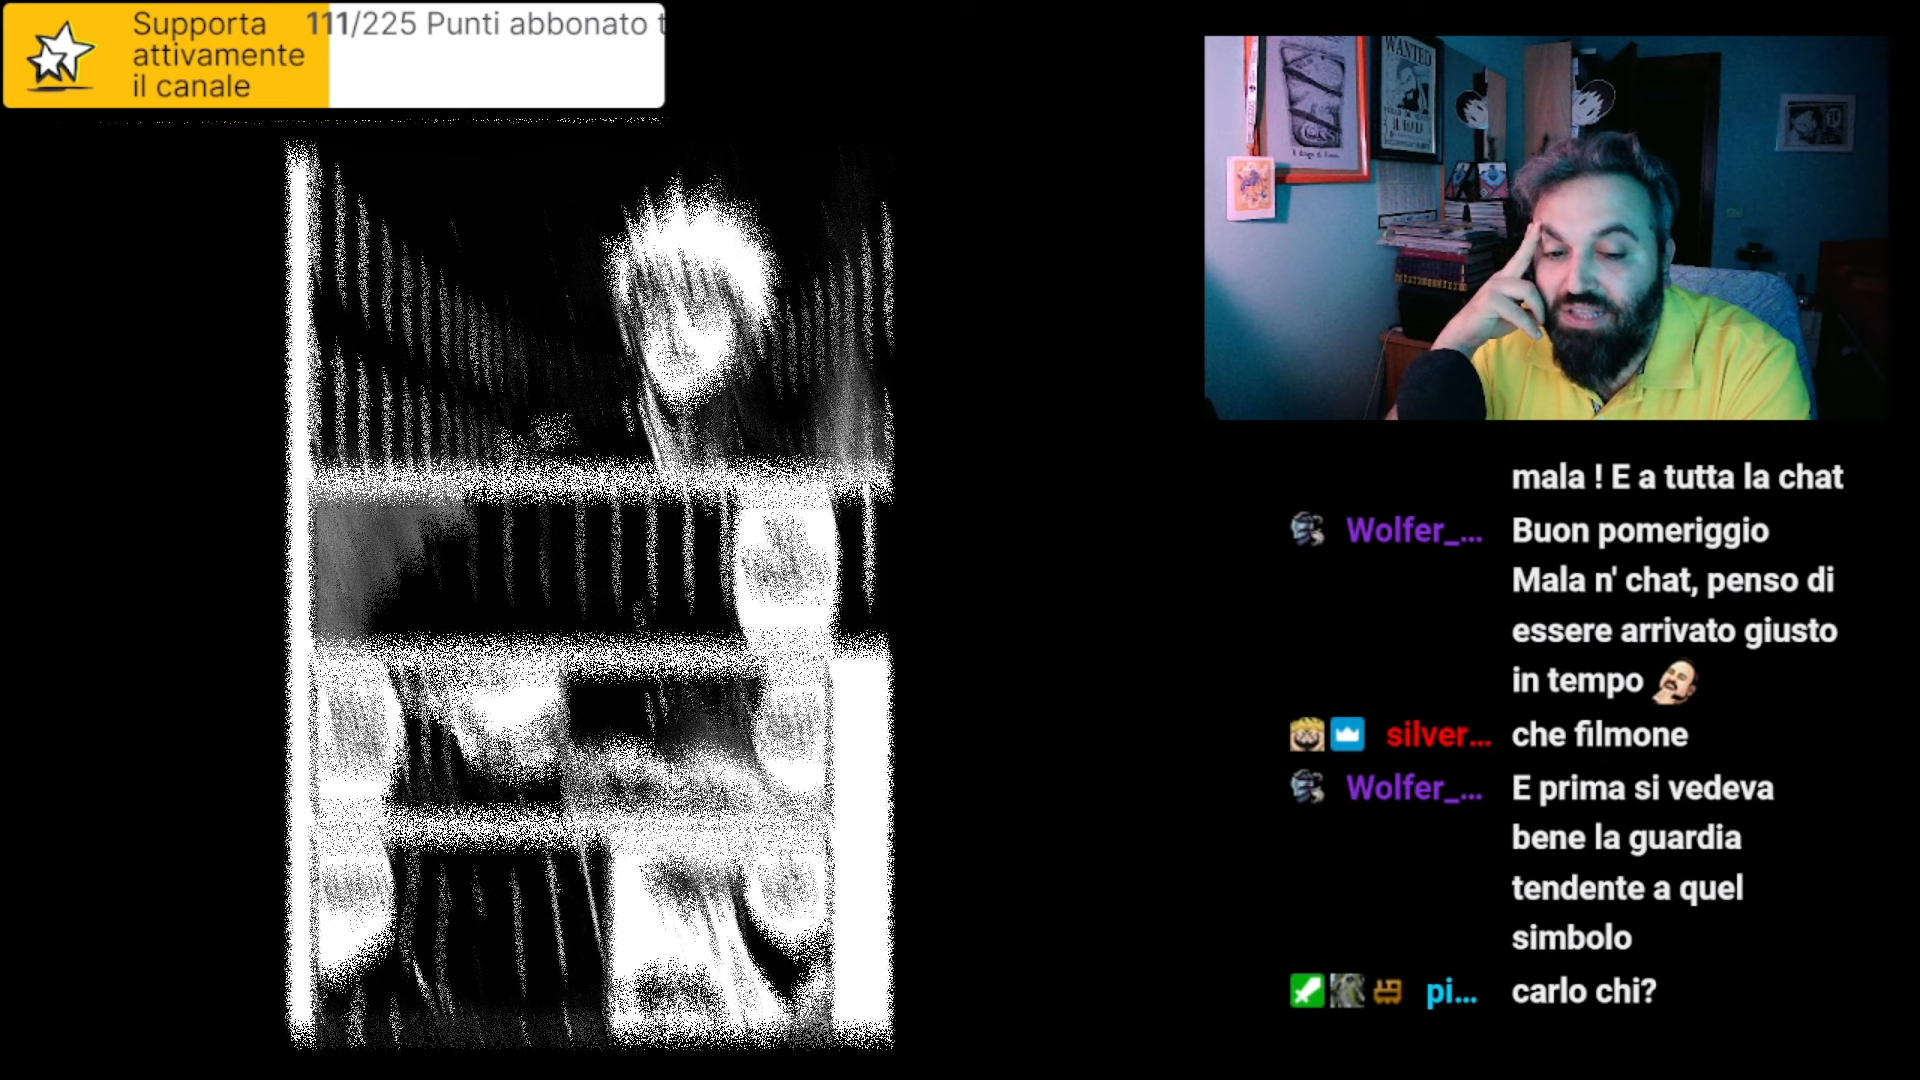 Supporta
attivamente
il canale
111/225 Punti abbonato t
WANTED
mala ! E a tutta la chat
Wolfer_... Buon pomeriggio
Mala n' chat, penso di
essere arrivato giusto
in tempo
silver... che filmone
Wolfer_... E prima si vedeva
bene la guardia
tendente a quel
simbolo
pi... carlo chi?